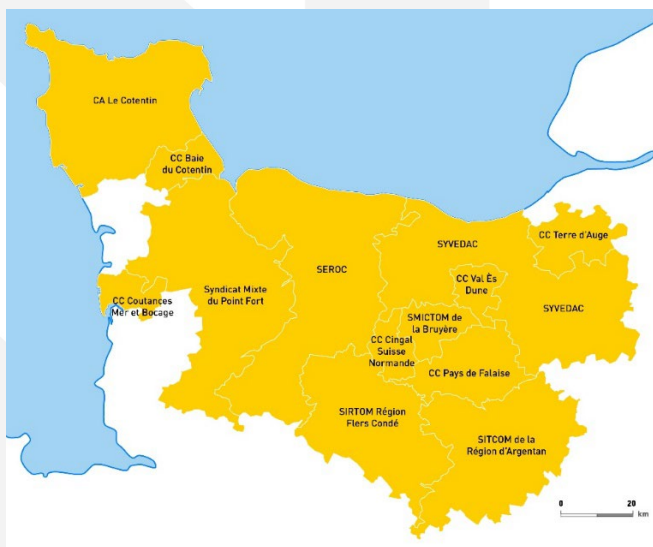 CA Le Cotentin
CC Baie
du Cotentin
CC Terre d'Auge
SYVEDAC
SEROC
CC Val Ès
Dune
Syndicat Mixte
du Point Fort
SYVEDAC
CC Coutances
Mer et Bocage
SMICTOM de
la Bruyère
CC Cingal
Suisse
Normande
CC Pays de Falaise
SIRTOM Région
Flers Condé
SITCOM de la
Région d'Argentan
0 20
km